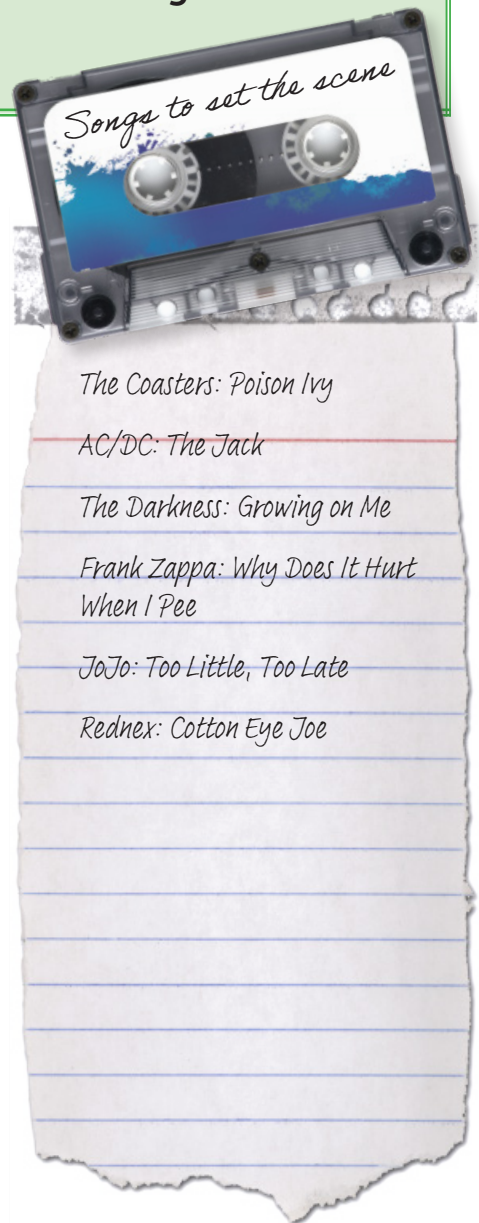 Songs to set the scene
The Coasters: Poison Ivy
AC/DC: The Jack
The Darkness: Growing on Me
Frank Zappa: Why Does It Hurt
When I Pee
JoJo: Too Little, Too Late
Rednex: Cotton Eye Joe